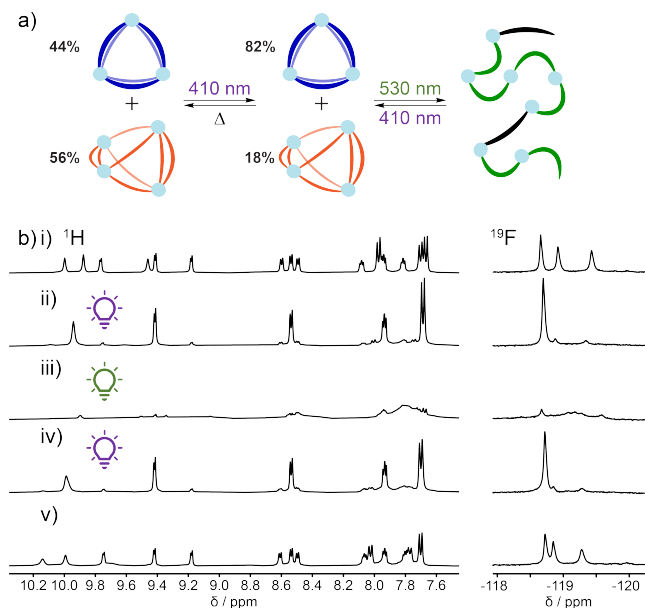 a)
44%
82%
410 nm
530 nm
+
+
Δ
410 nm
56%
18%
b) i) ¹H
¹⁹F
ii)
iii)
iv)
v)
10.2 10.0 9.8 9.6 9.4 9.2 9.0 8.8 8.6 8.4 8.2 8.0 7.8 7.6
-118 -119 -120
δ / ppm
δ / ppm